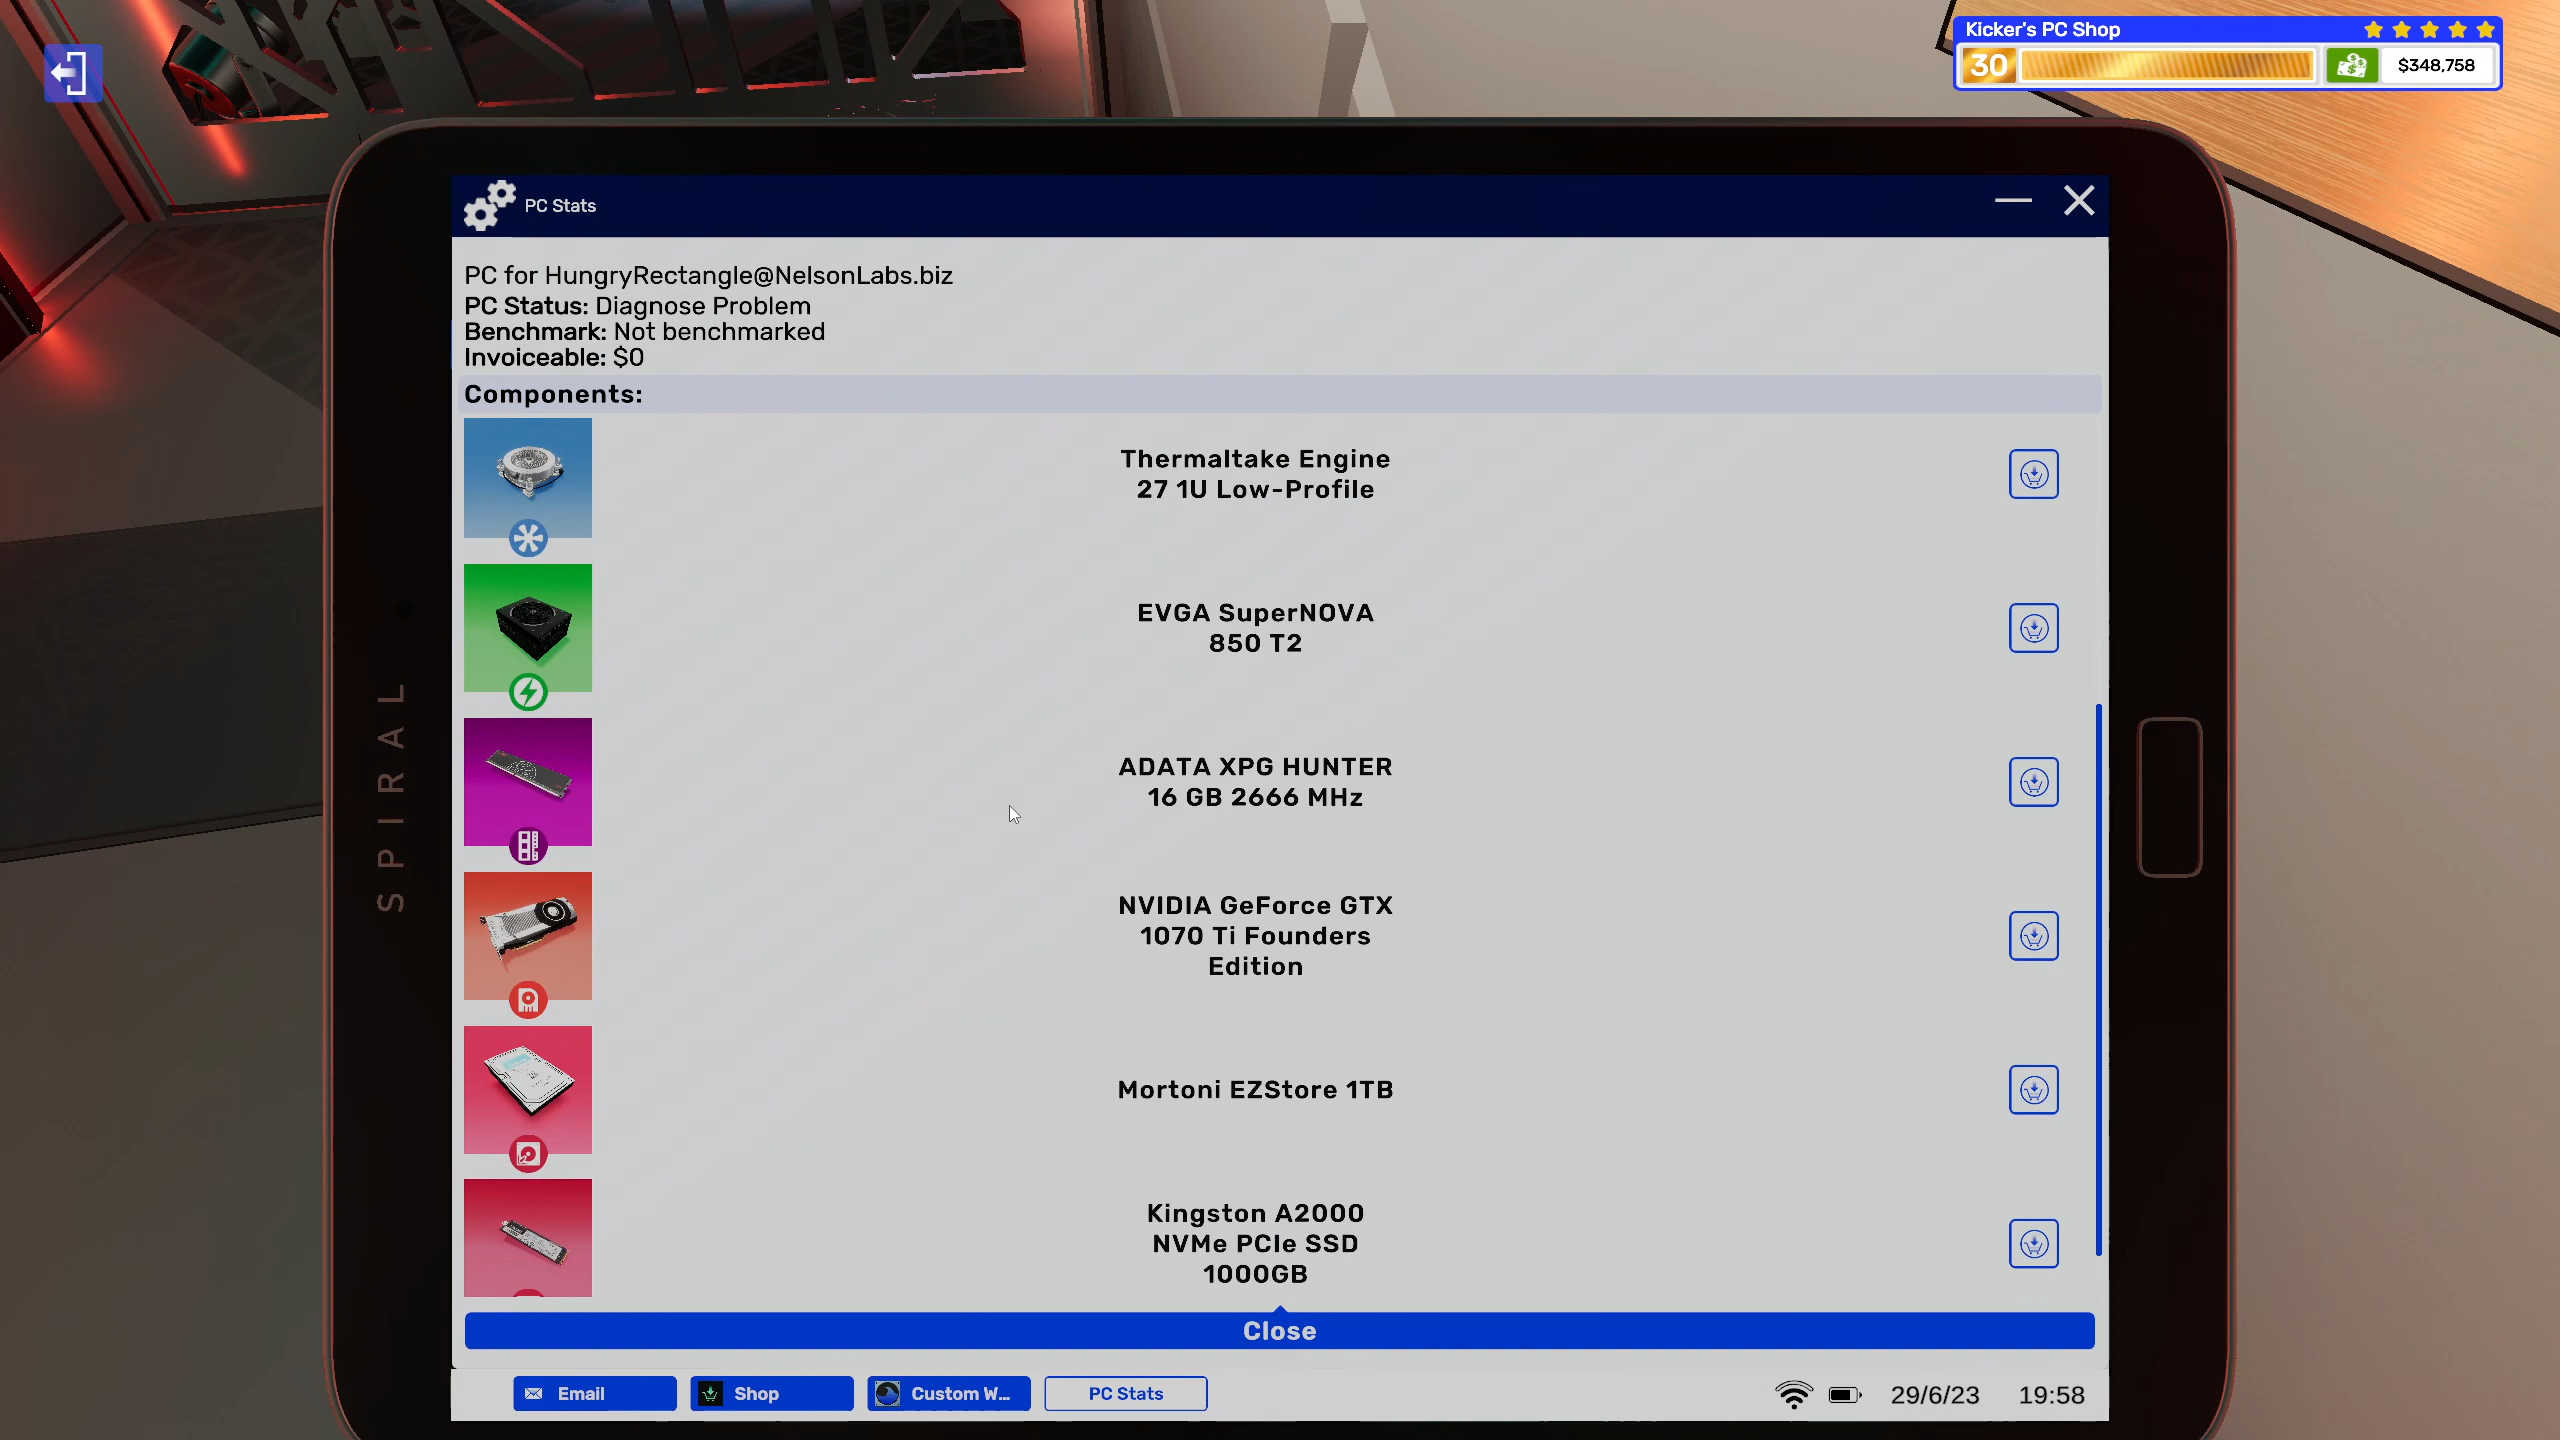 Kicker's PC Shop
30
$348,758
PC Stats
PC for HungryRectangle@NelsonLabs.biz
PC Status: Diagnose Problem
Benchmark: Not benchmarked
Invoiceable: $0
Components:
Thermaltake Engine
27 1U Low-Profile
EVGA SuperNOVA
850 T2
ADATA XPG HUNTER
16 GB 2666 MHz
NVIDIA GeForce GTX
1070 Ti Founders
Edition
Mortoni EZStore 1TB
Kingston A2000
NVMe PCIe SSD
1000GB
Close
SPIRAL
Email
Shop
Custom W...
PC Stats
29/6/23
19:58